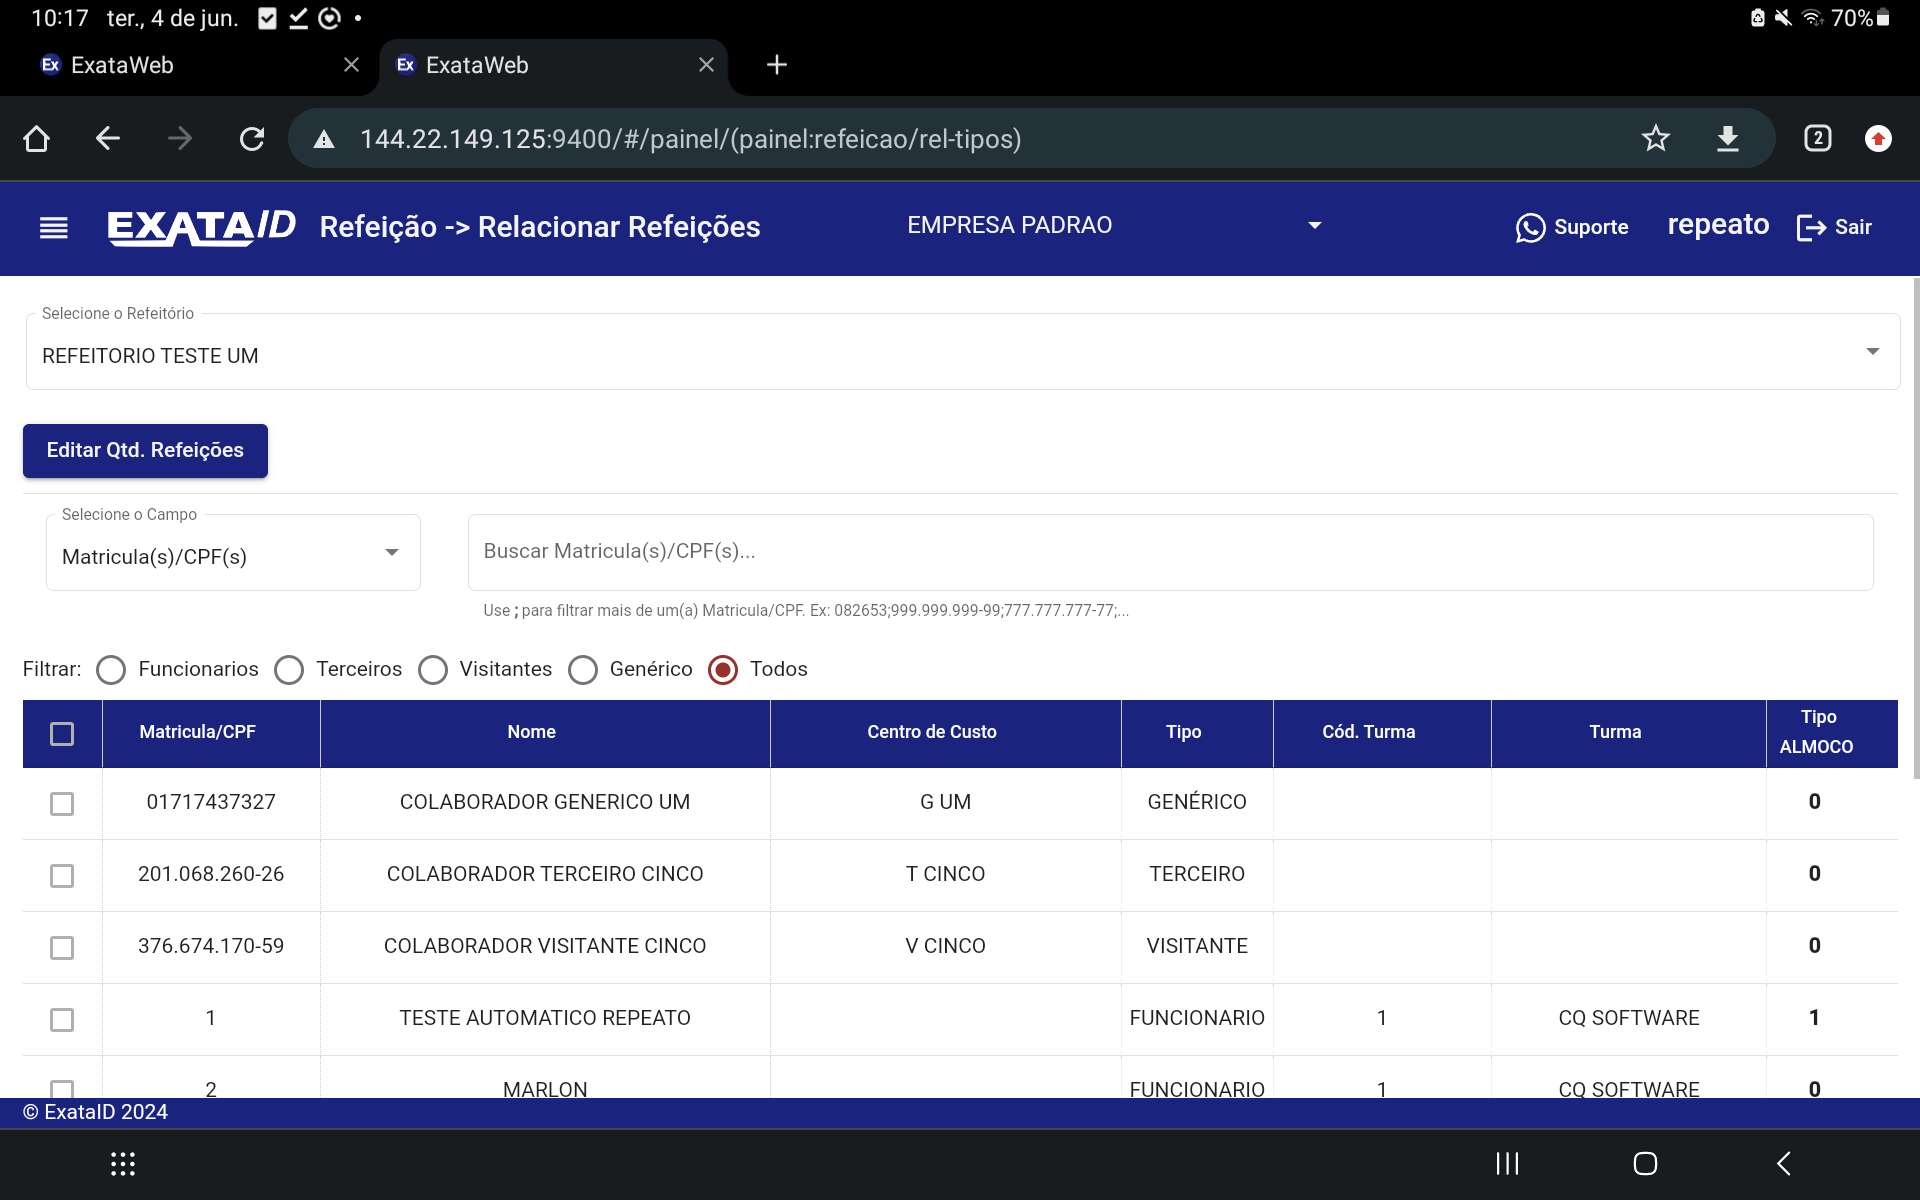 10:17 ter., 4 de jun. 70%
Ex ExataWeb Ex ExataWeb
144.22.149.125:9400/#/painel/(painel:refeicao/rel-tipos) 2
EXATAID Refeição -> Relacionar Refeições EMPRESA PADRAO Suporte repeato Sair
Selecione o Refeitório
REFEITORIO TESTE UM
Editar Qtd. Refeições
Selecione o Campo
Matricula(s)/CPF(s) Buscar Matricula(s)/CPF(s)...
Use ; para filtrar mais de um(a) Matricula/CPF. Ex: 082653;999.999.999-99;777.777.777-77;...
Filtrar: Funcionarios Terceiros Visitantes Genérico Todos
Matricula/CPF Nome Centro de Custo Tipo Cód. Turma Turma Tipo
ALMOCO
01717437327 COLABORADOR GENERICO UM G UM GENÉRICO 0
201.068.260-26 COLABORADOR TERCEIRO CINCO T CINCO TERCEIRO 0
376.674.170-59 COLABORADOR VISITANTE CINCO V CINCO VISITANTE 0
1 TESTE AUTOMATICO REPEATO FUNCIONARIO 1 CQ SOFTWARE 1
2 MARLON FUNCIONARIO 1 CQ SOFTWARE 0
© ExataID 2024